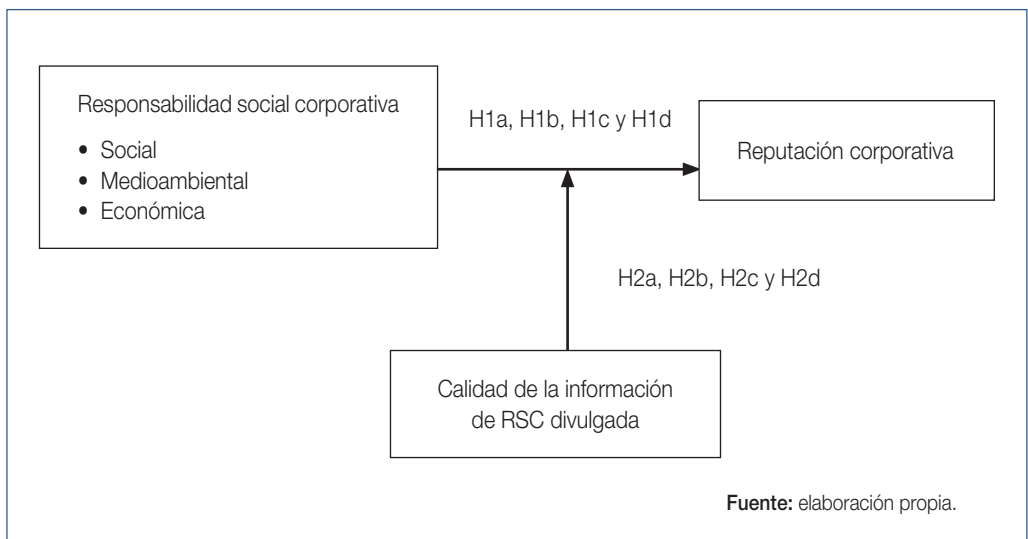 Responsabilidad social corporativa
• Social
• Medioambiental
• Económica
H1a, H1b, H1c y H1d
Reputación corporativa
H2a, H2b, H2c y H2d
Calidad de la información
de RSC divulgada
Fuente: elaboración propia.